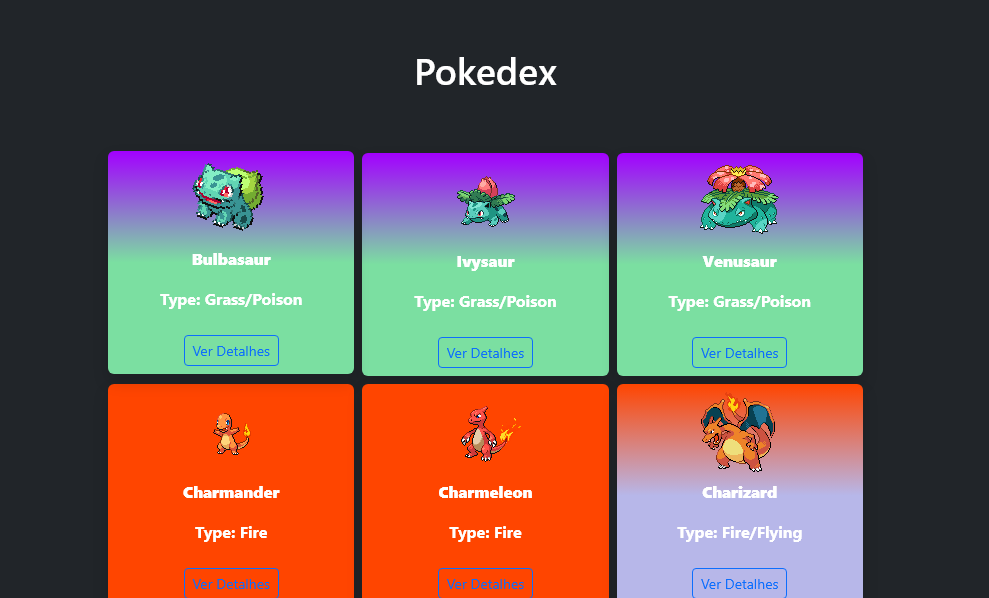 Pokedex
Bulbasaur
Type: Grass/Poison
Ver Detalhes
Ivysaur
Type: Grass/Poison
Ver Detalhes
Venusaur
Type: Grass/Poison
Ver Detalhes
Charmander
Type: Fire
Ver Detalhes
Charmeleon
Type: Fire
Ver Detalhes
Charizard
Type: Fire/Flying
Ver Detalhes